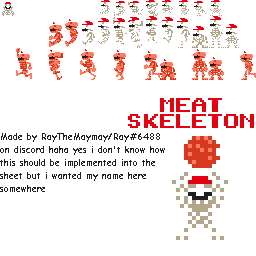 MEAT
SKELETON
Made by RayTheMaymay/Ray#6488
on discord haha yes i don't know how
this should be implemented into the
sheet but i wanted my name here
somewhere